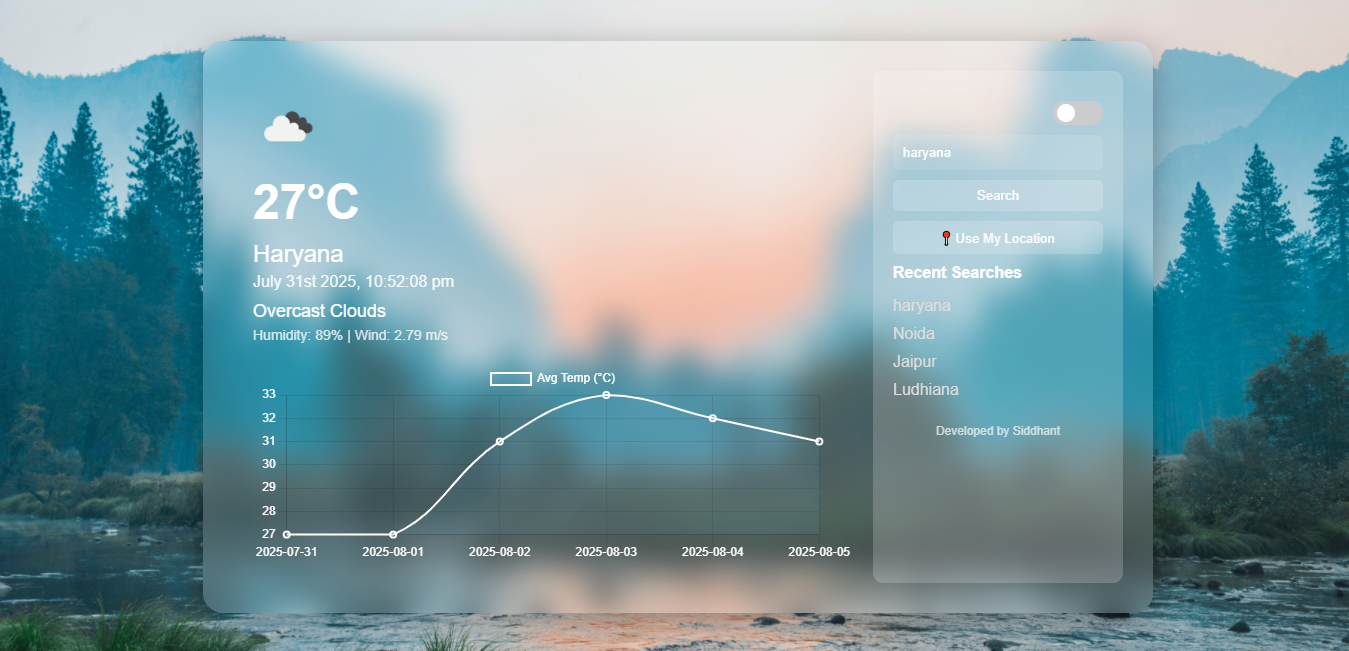 27°C
Haryana
July 31st 2025, 10:52:08 pm
Overcast Clouds
Humidity: 89% | Wind: 2.79 m/s
Avg Temp (°C)
33
32
31
30
29
28
27
2025-07-31 2025-08-01 2025-08-02 2025-08-03 2025-08-04 2025-08-05
haryana
Search
📍 Use My Location
Recent Searches
haryana
Noida
Jaipur
Ludhiana
Developed by Siddhant